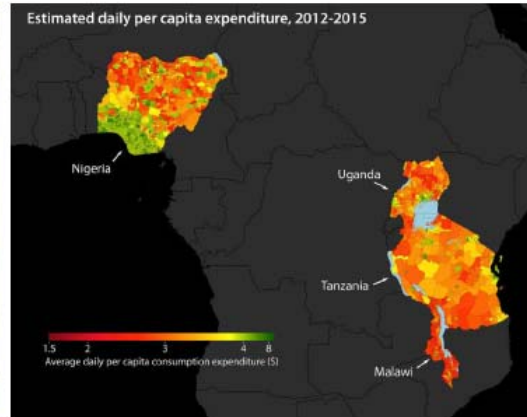 Estimated daily per capita expenditure, 2012-2015
Nigeria
Uganda
Tanzania
Malawi
1.5 2 3 4 8
Average daily per capita consumption expenditure ($)